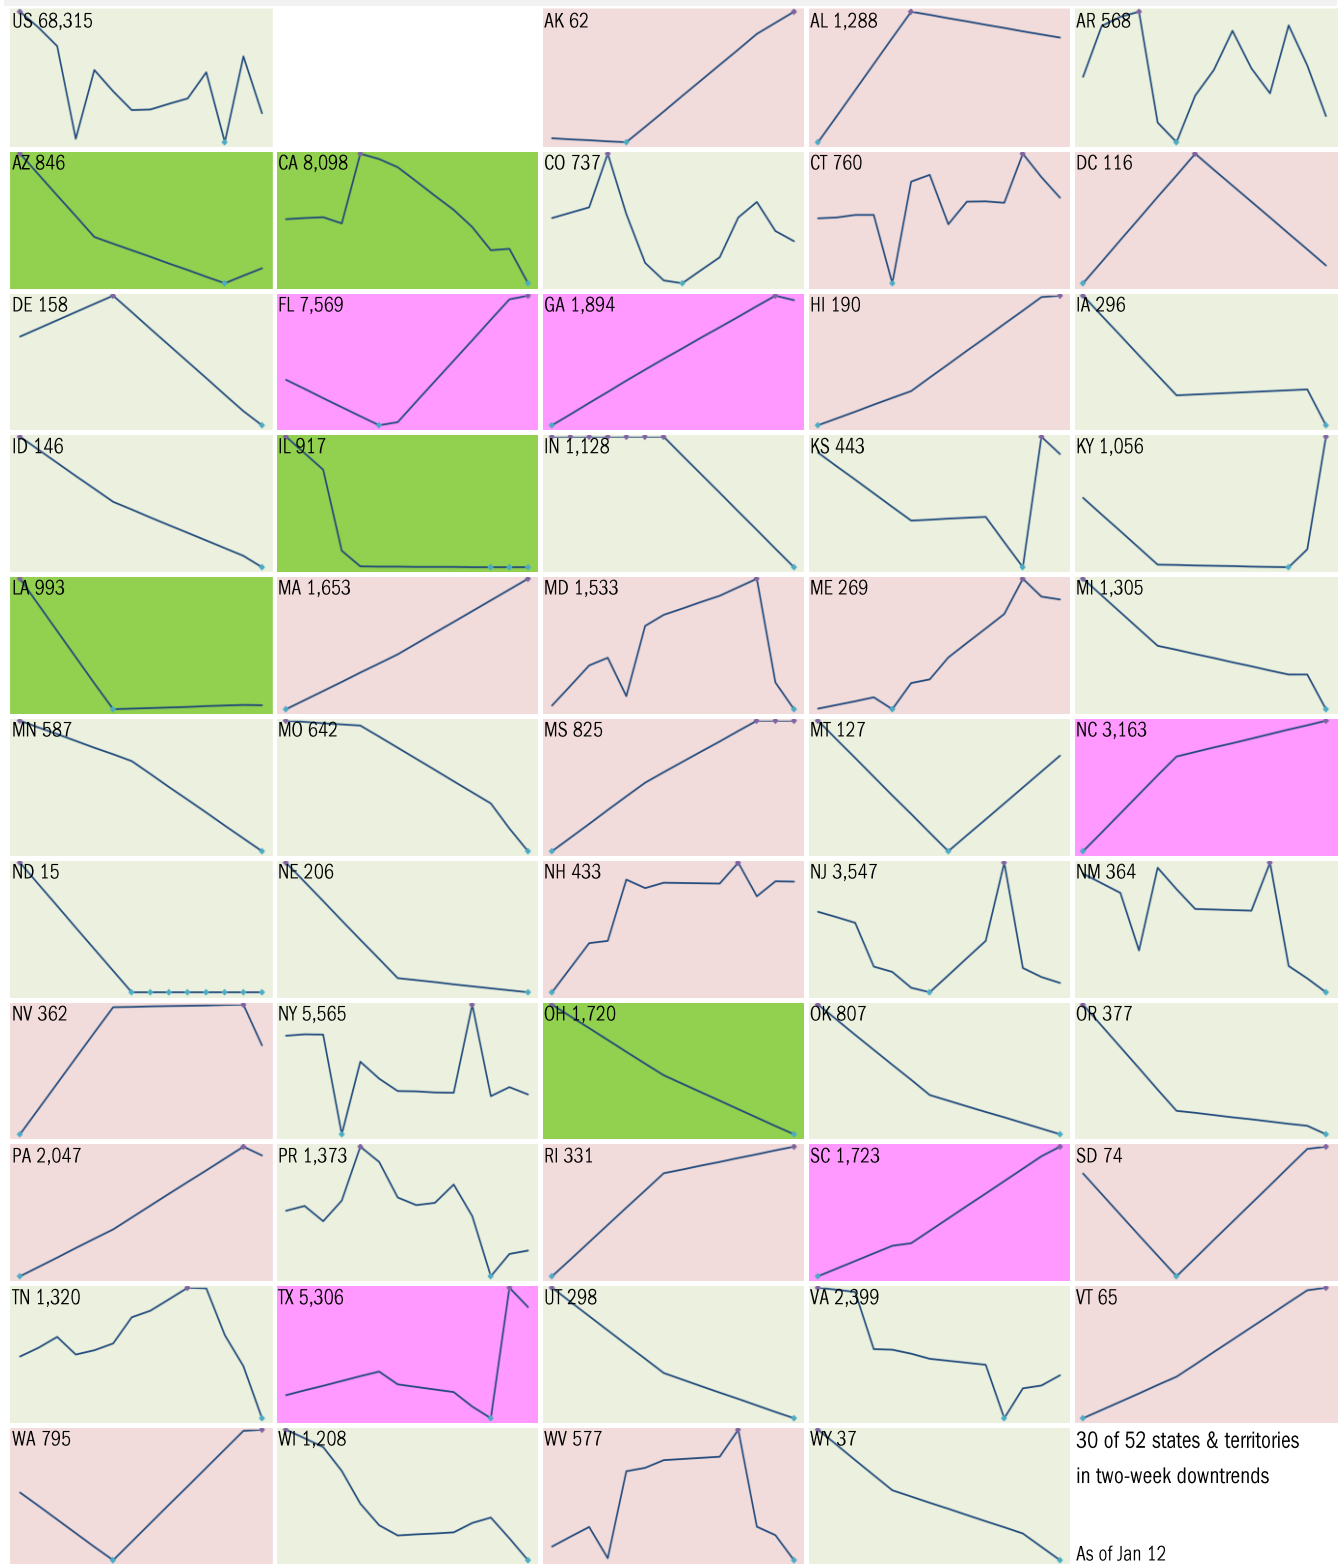 US 68,315
AK 62
AL 1,288
AR 568
AZ 846
CA 8,098
CO 737
CT 760
DC 116
DE 158
FL 7,569
GA 1,894
HI 190
IA 296
ID 146
IL 917
IN 1,128
KS 443
KY 1,056
LA 993
MA 1,653
MD 1,533
ME 269
MI 1,305
MN 587
MO 642
MS 825
MT 127
NC 3,163
ND 15
NE 206
NH 433
NJ 3,547
NM 364
NV 362
NY 5,565
OH 1,720
OK 807
OR 377
PA 2,047
PR 1,373
RI 331
SC 1,723
SD 74
TN 1,320
TX 5,306
UT 298
VA 2,399
VT 65
WA 795
WI 1,208
WV 577
WY 37
30 of 52 states & territories
in two-week downtrends
As of Jan 12